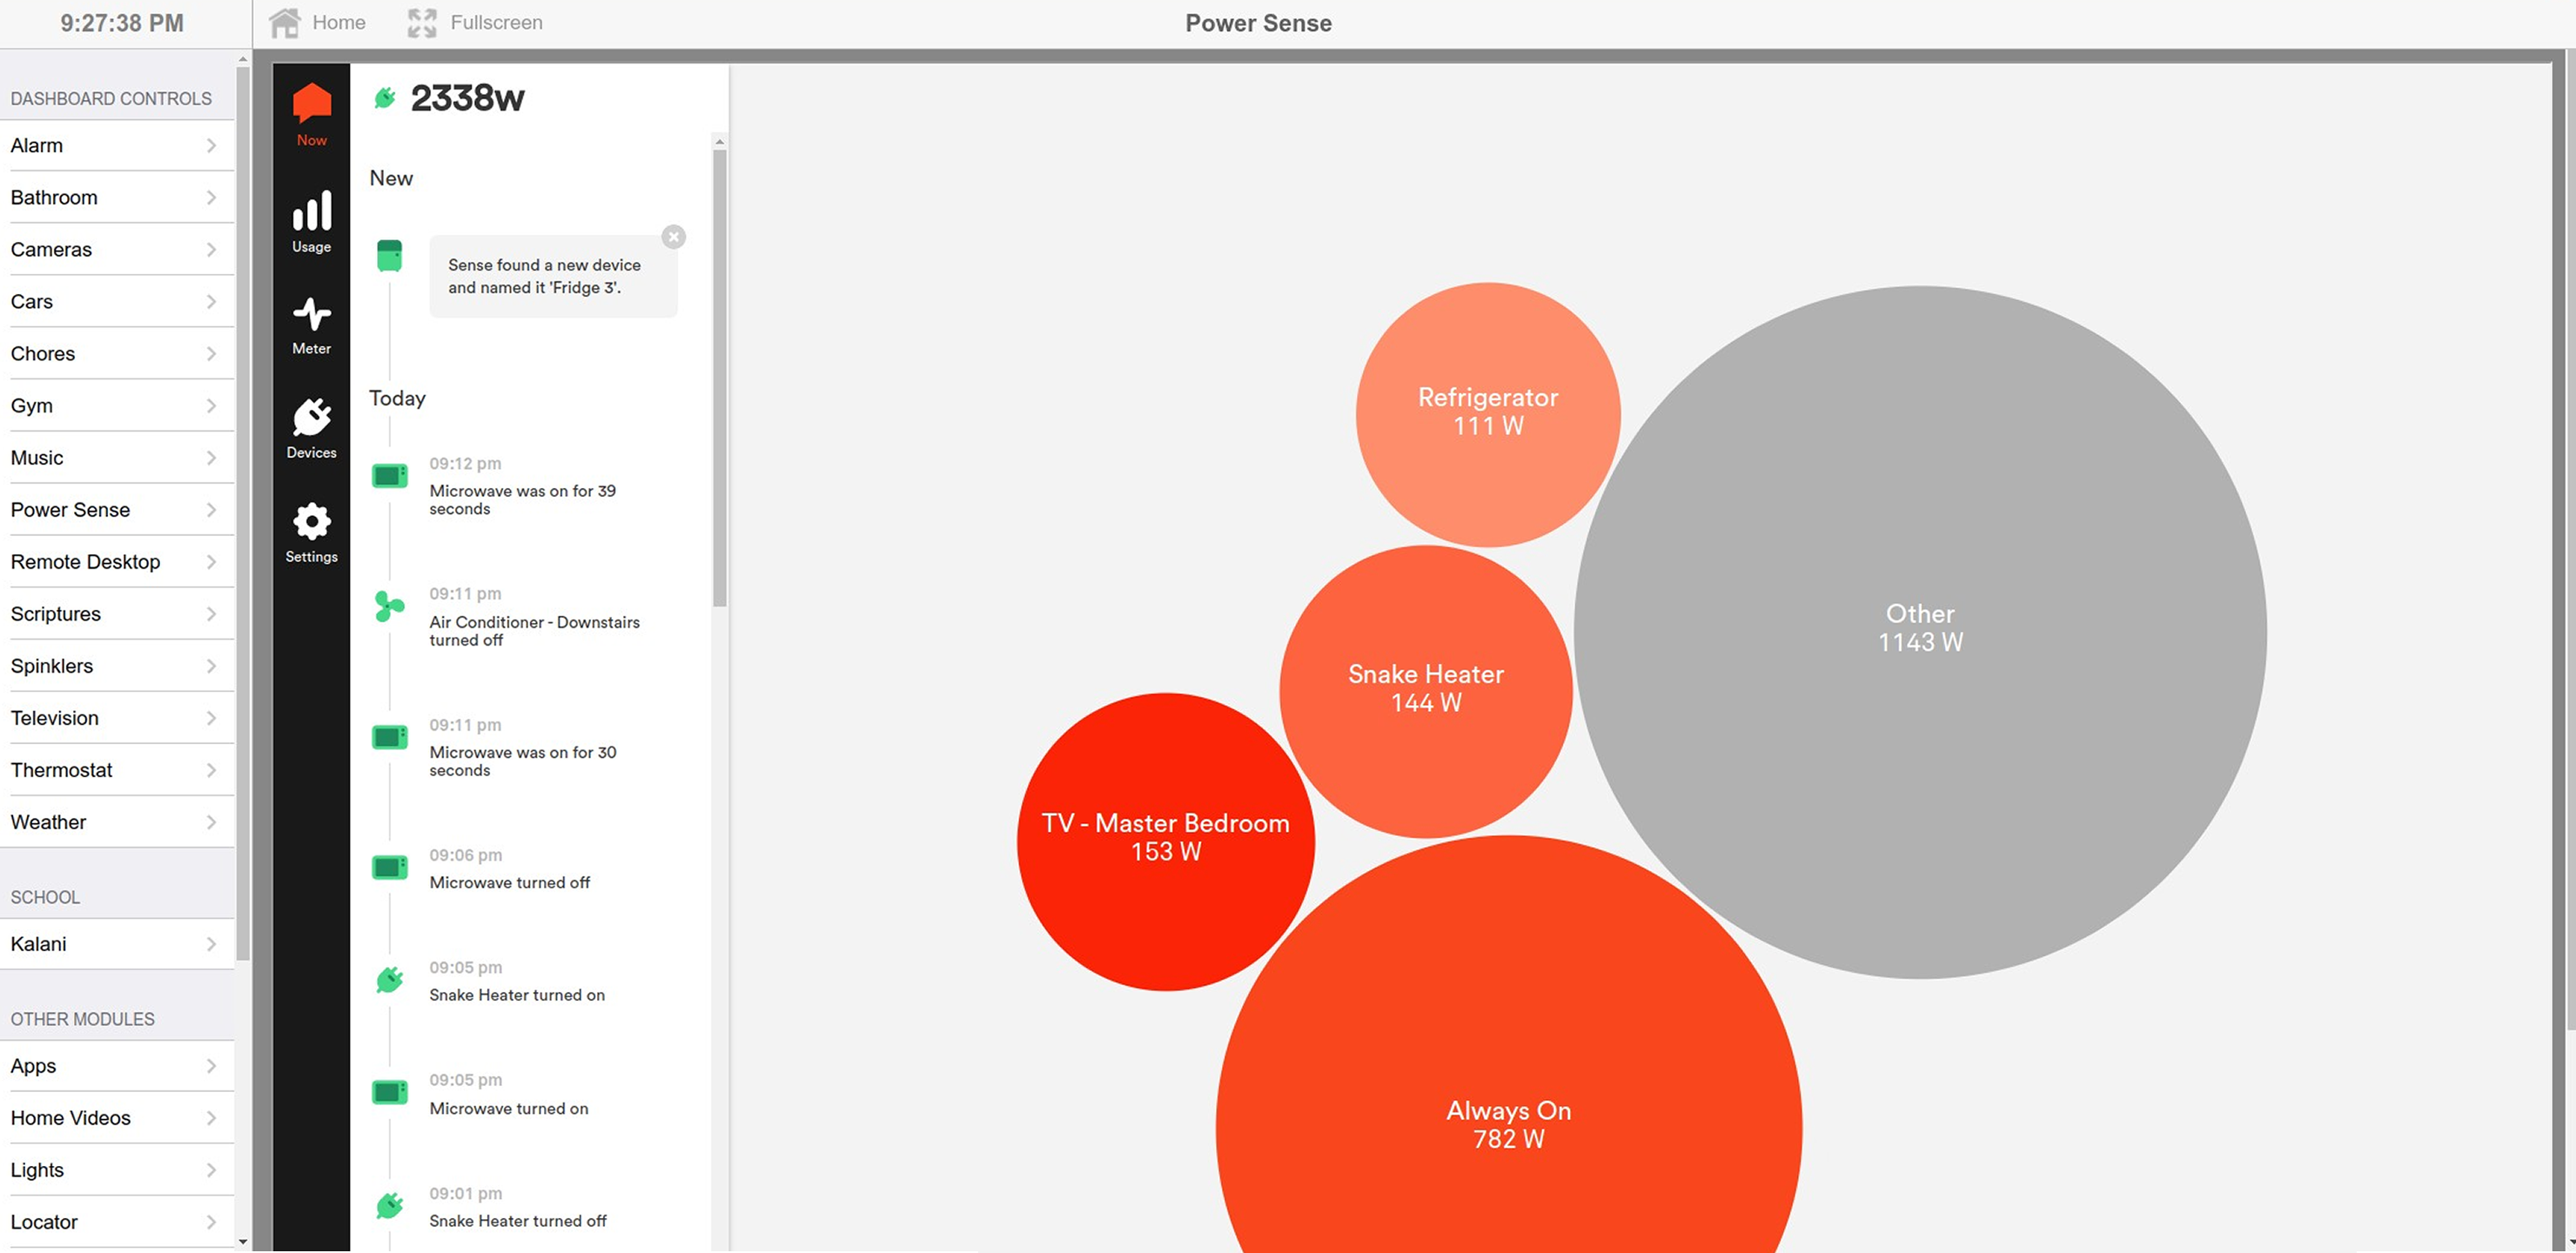 9:27:38 PM
Home
Fullscreen
Power Sense
DASHBOARD CONTROLS
Alarm
Bathroom
Cameras
Cars
Chores
Gym
Music
Power Sense
Remote Desktop
Scriptures
Spinklers
Television
Thermostat
Weather
SCHOOL
Kalani
OTHER MODULES
Apps
Home Videos
Lights
Locator
Now
Usage
Meter
Devices
Settings
2338w
New
Sense found a new device
and named it 'Fridge 3'.
Today
09:12 pm
Microwave was on for 39
seconds
09:11 pm
Air Conditioner - Downstairs
turned off
09:11 pm
Microwave was on for 30
seconds
09:06 pm
Microwave turned off
09:05 pm
Snake Heater turned on
09:05 pm
Microwave turned on
09:01 pm
Snake Heater turned off
Refrigerator
111 W
Other
1143 W
Snake Heater
144 W
TV - Master Bedroom
153 W
Always On
782 W